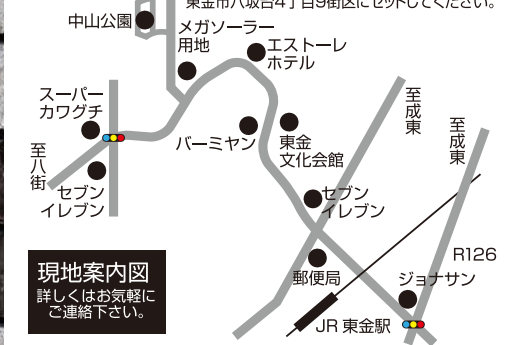 東金市八坂台4丁目9街区にセットしてください。
中山公園
メガソーラー
用地
エストーレ
ホテル
スーパー
カワグチ
至成東
至成東
バーミヤン
東金
文化会館
至八街
セブン
イレブン
セブン
イレブン
R126
現地案内図
詳しくはお気軽に
ご連絡下さい。
郵便局
ジョナサン
JR 東金駅